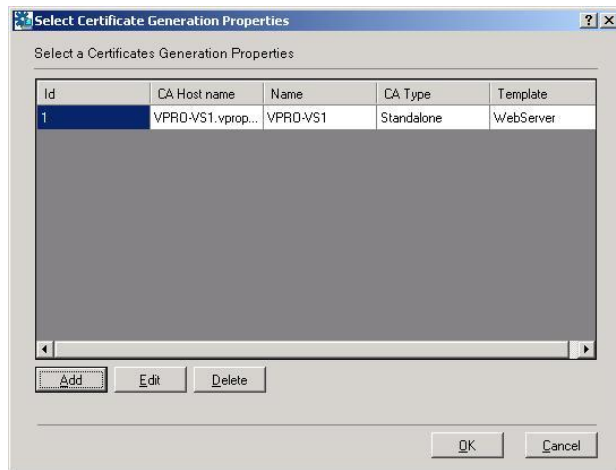 Select Certificate Generation Properties
Select a Certificates Generation Properties
Id CA Host name Name CA Type Template
1 VPRO-VS1.vprop... VPRO-VS1 Standalone WebServer
Add Edit Delete
OK Cancel